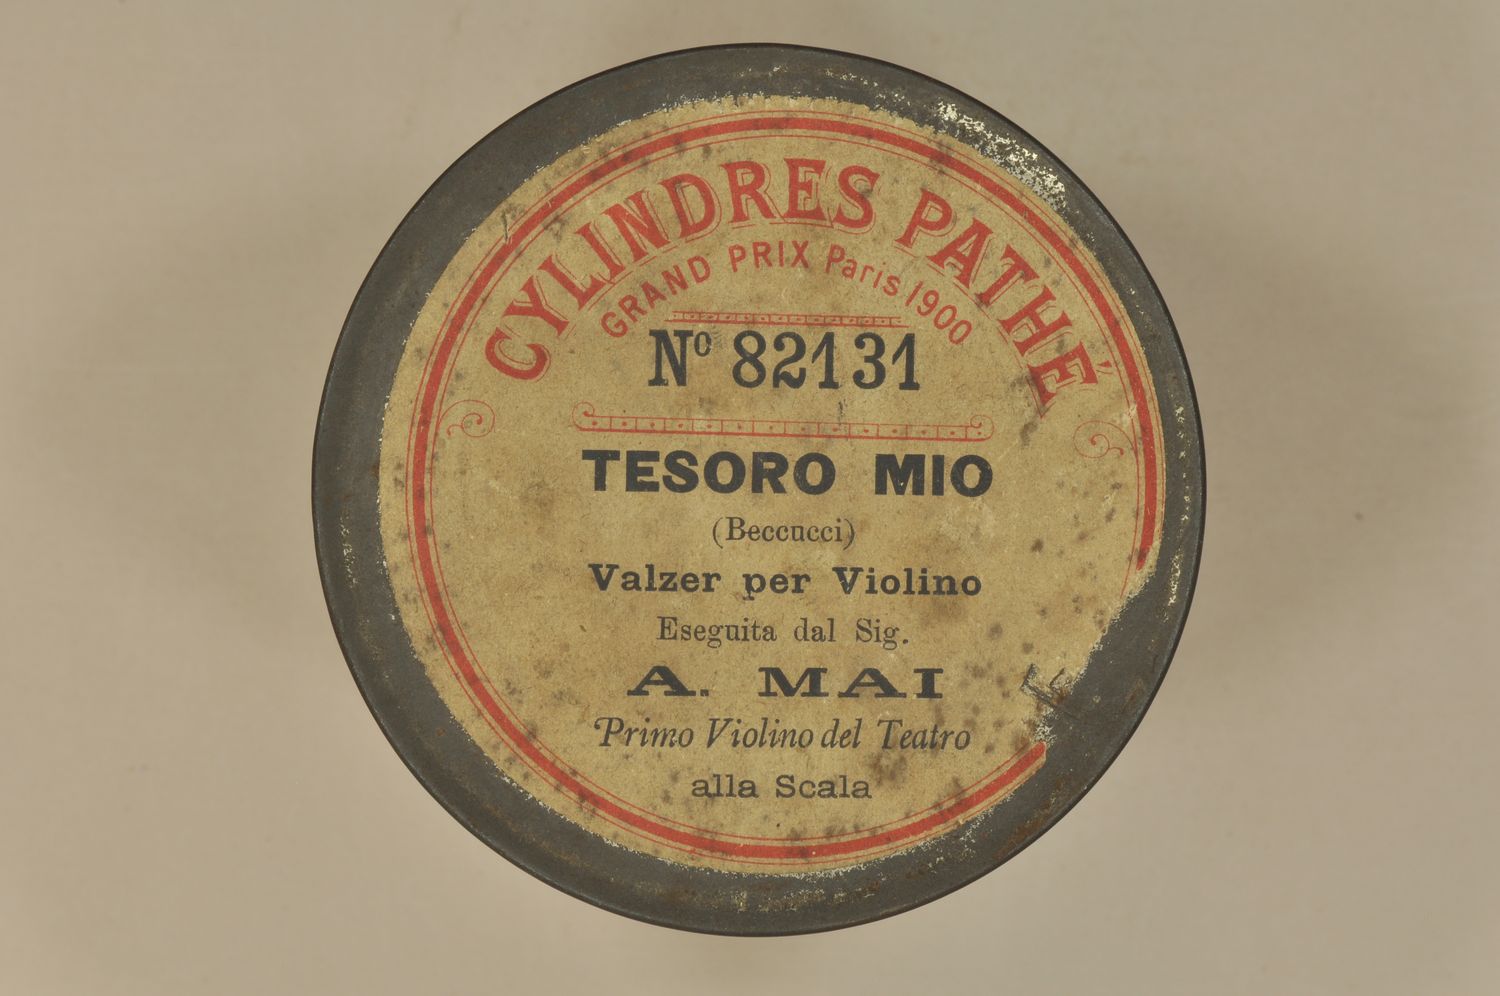 CYLINDRES PATHÉ
GRAND PRIX Paris 1900
No 82131
TESORO MIO
(Beccucci)
Valzer per Violino
Eseguita dal Sig.
A. MAI
Primo Violino del Teatro
alla Scala